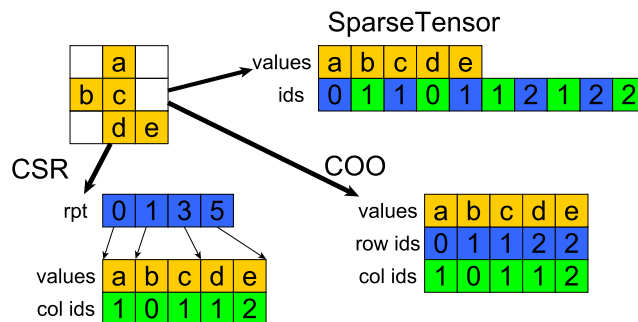 SparseTensor
a
b c
d e
values a b c d e
ids 0 1 1 0 1 1 2 1 2 2
CSR
COO
rpt 0 1 3 5
values a b c d e
col ids 1 0 1 1 2
values a b c d e
row ids 0 1 1 2 2
col ids 1 0 1 1 2